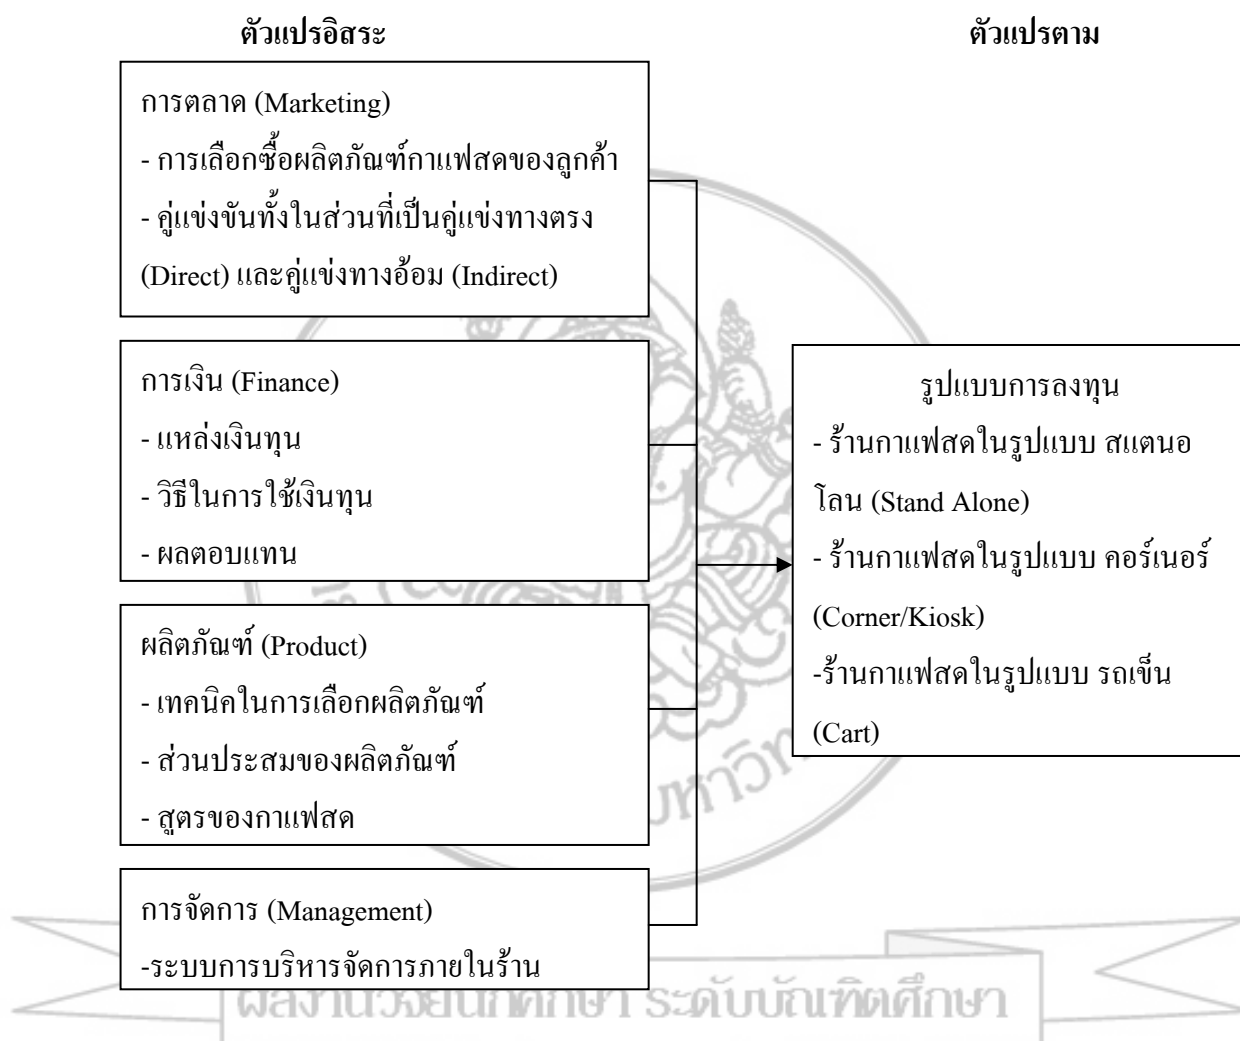 ตัวแปรอิสระ
ตัวแปรตาม
การตลาด (Marketing)
- การเลือกซื้อผลิตภัณฑ์กาแฟสดของลูกค้า
- คู่แข่งขันทั้งในส่วนที่เป็นคู่แข่งทางตรง
(Direct) และคู่แข่งทางอ้อม (Indirect)
การเงิน (Finance)
- แหล่งเงินทุน
- วิธีในการใช้เงินทุน
- ผลตอบแทน
ผลิตภัณฑ์ (Product)
- เทคนิคในการเลือกผลิตภัณฑ์
- ส่วนประสมของผลิตภัณฑ์
- สูตรของกาแฟสด
การจัดการ (Management)
-ระบบการบริหารจัดการภายในร้าน
รูปแบบการลงทุน
- ร้านกาแฟสดในรูปแบบ สแตนอ
โลน (Stand Alone)
- ร้านกาแฟสดในรูปแบบ คอร์เนอร์
(Corner/Kiosk)
-ร้านกาแฟสดในรูปแบบ รถเข็น
(Cart)
ผลงานวิจัยนักศึกษา ระดับบัณฑิตศึกษา